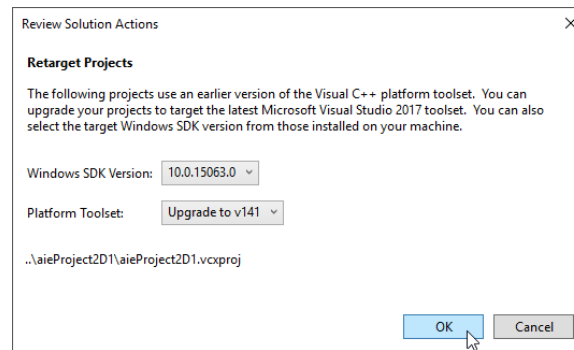 Review Solution Actions
Retarget Projects
The following projects use an earlier version of the Visual C++ platform toolset.  You can
upgrade your projects to target the latest Microsoft Visual Studio 2017 toolset.  You can also
select the target Windows SDK version from those installed on your machine.
Windows SDK Version: 10.0.15063.0
Platform Toolset: Upgrade to v141
..\aieProject2D1\aieProject2D1.vcxproj
OK Cancel